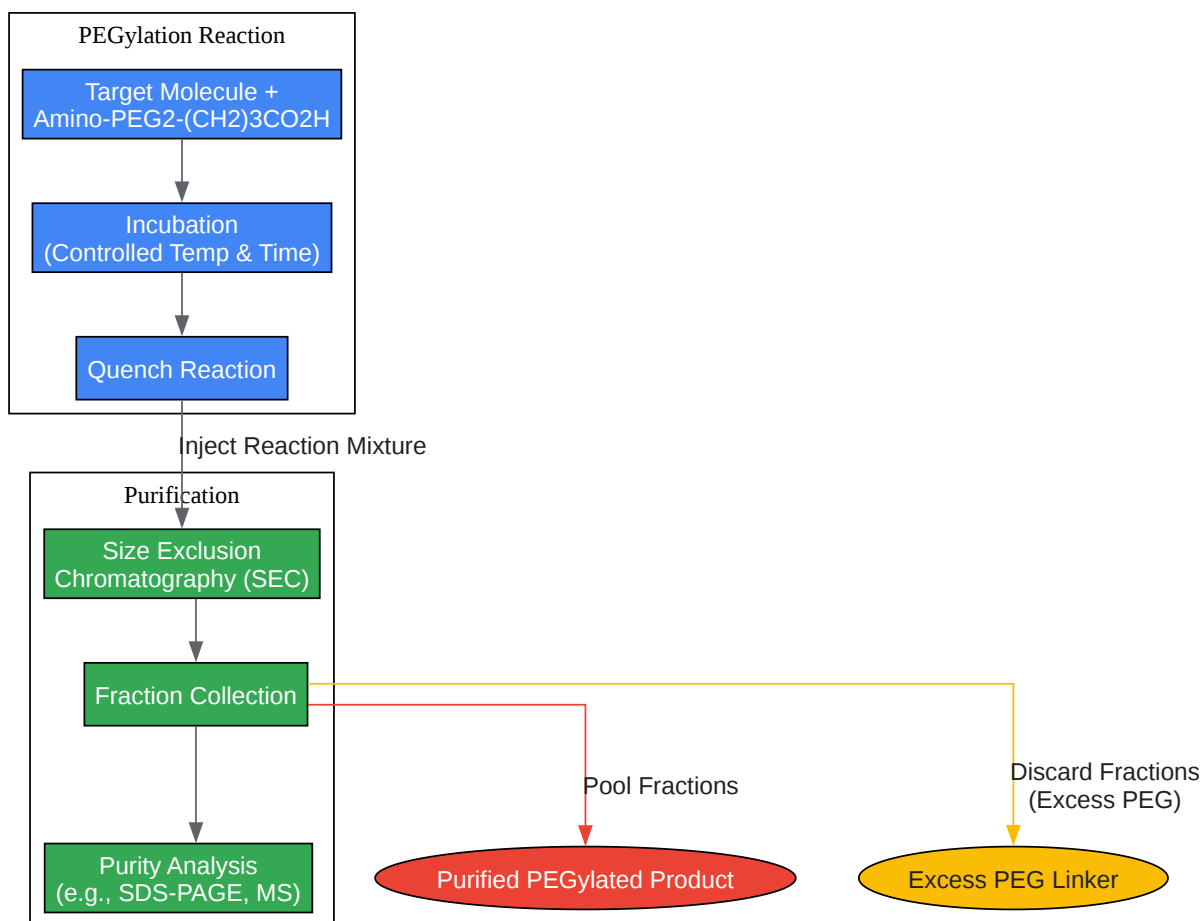 PEGylation Reaction
Target Molecule +
Amino-PEG2-(CH2)3CO2H
Incubation
(Controlled Temp & Time)
Quench Reaction
Inject Reaction Mixture
Purification
Size Exclusion
Chromatography (SEC)
Fraction Collection
Pool Fractions
Discard Fractions
(Excess PEG)
Purity Analysis
(e.g., SDS-PAGE, MS)
Purified PEGylated Product
Excess PEG Linker